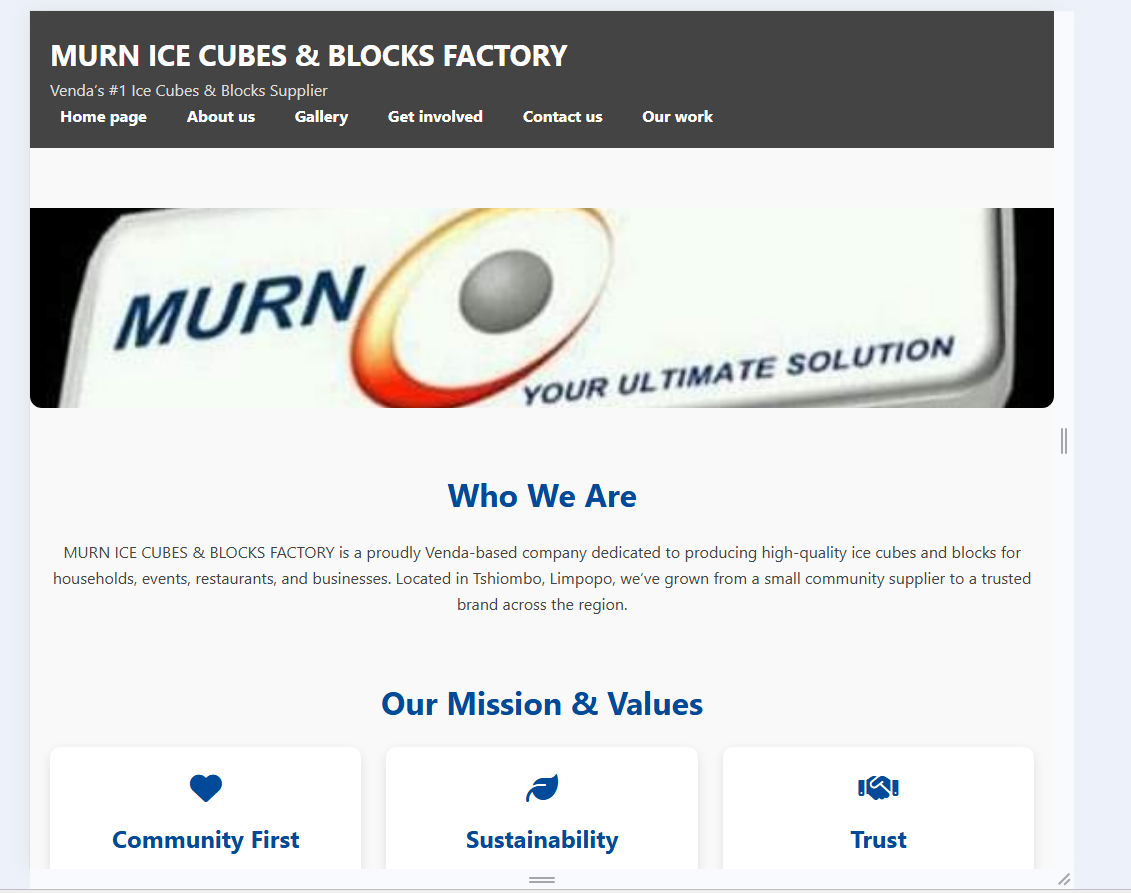 MURN ICE CUBES & BLOCKS FACTORY
Venda’s #1 Ice Cubes & Blocks Supplier
Home page About us Gallery Get involved Contact us Our work
MURN
YOUR ULTIMATE SOLUTION
Who We Are
MURN ICE CUBES & BLOCKS FACTORY is a proudly Venda-based company dedicated to producing high-quality ice cubes and blocks for
households, events, restaurants, and businesses. Located in Tshiombo, Limpopo, we’ve grown from a small community supplier to a trusted
brand across the region.
Our Mission & Values
Community First Sustainability Trust